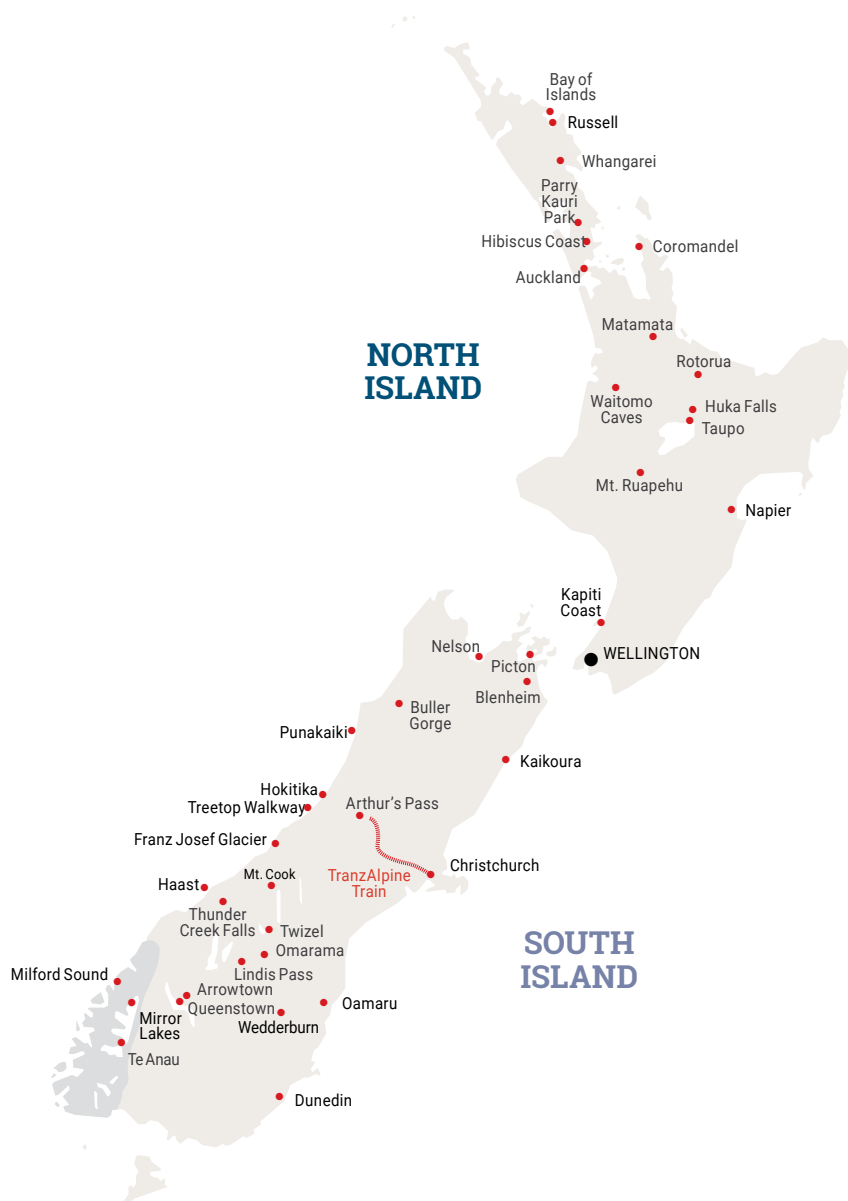 Bay of
Islands
Russell
Whangarei
Parry
Kauri
Park
Hibiscus Coast
Coromandel
Auckland
Matamata
NORTH
ISLAND
Rotorua
Waitomo
Caves
Huka Falls
Taupo
Mt. Ruapehu
Napier
Kapiti
Coast
WELLINGTON
Nelson
Picton
Blenheim
Buller
Gorge
Punakaiki
Kaikoura
Hokitika
Treetop Walkway
Arthur's Pass
Franz Josef Glacier
Christchurch
TranzAlpine
Train
Mt. Cook
Haast
Thunder
Creek Falls
Twizel
Omarama
Lindis Pass
SOUTH
ISLAND
Milford Sound
Arrowtown
Queenstown
Oamaru
Mirror
Lakes
Wedderburn
Te Anau
Dunedin